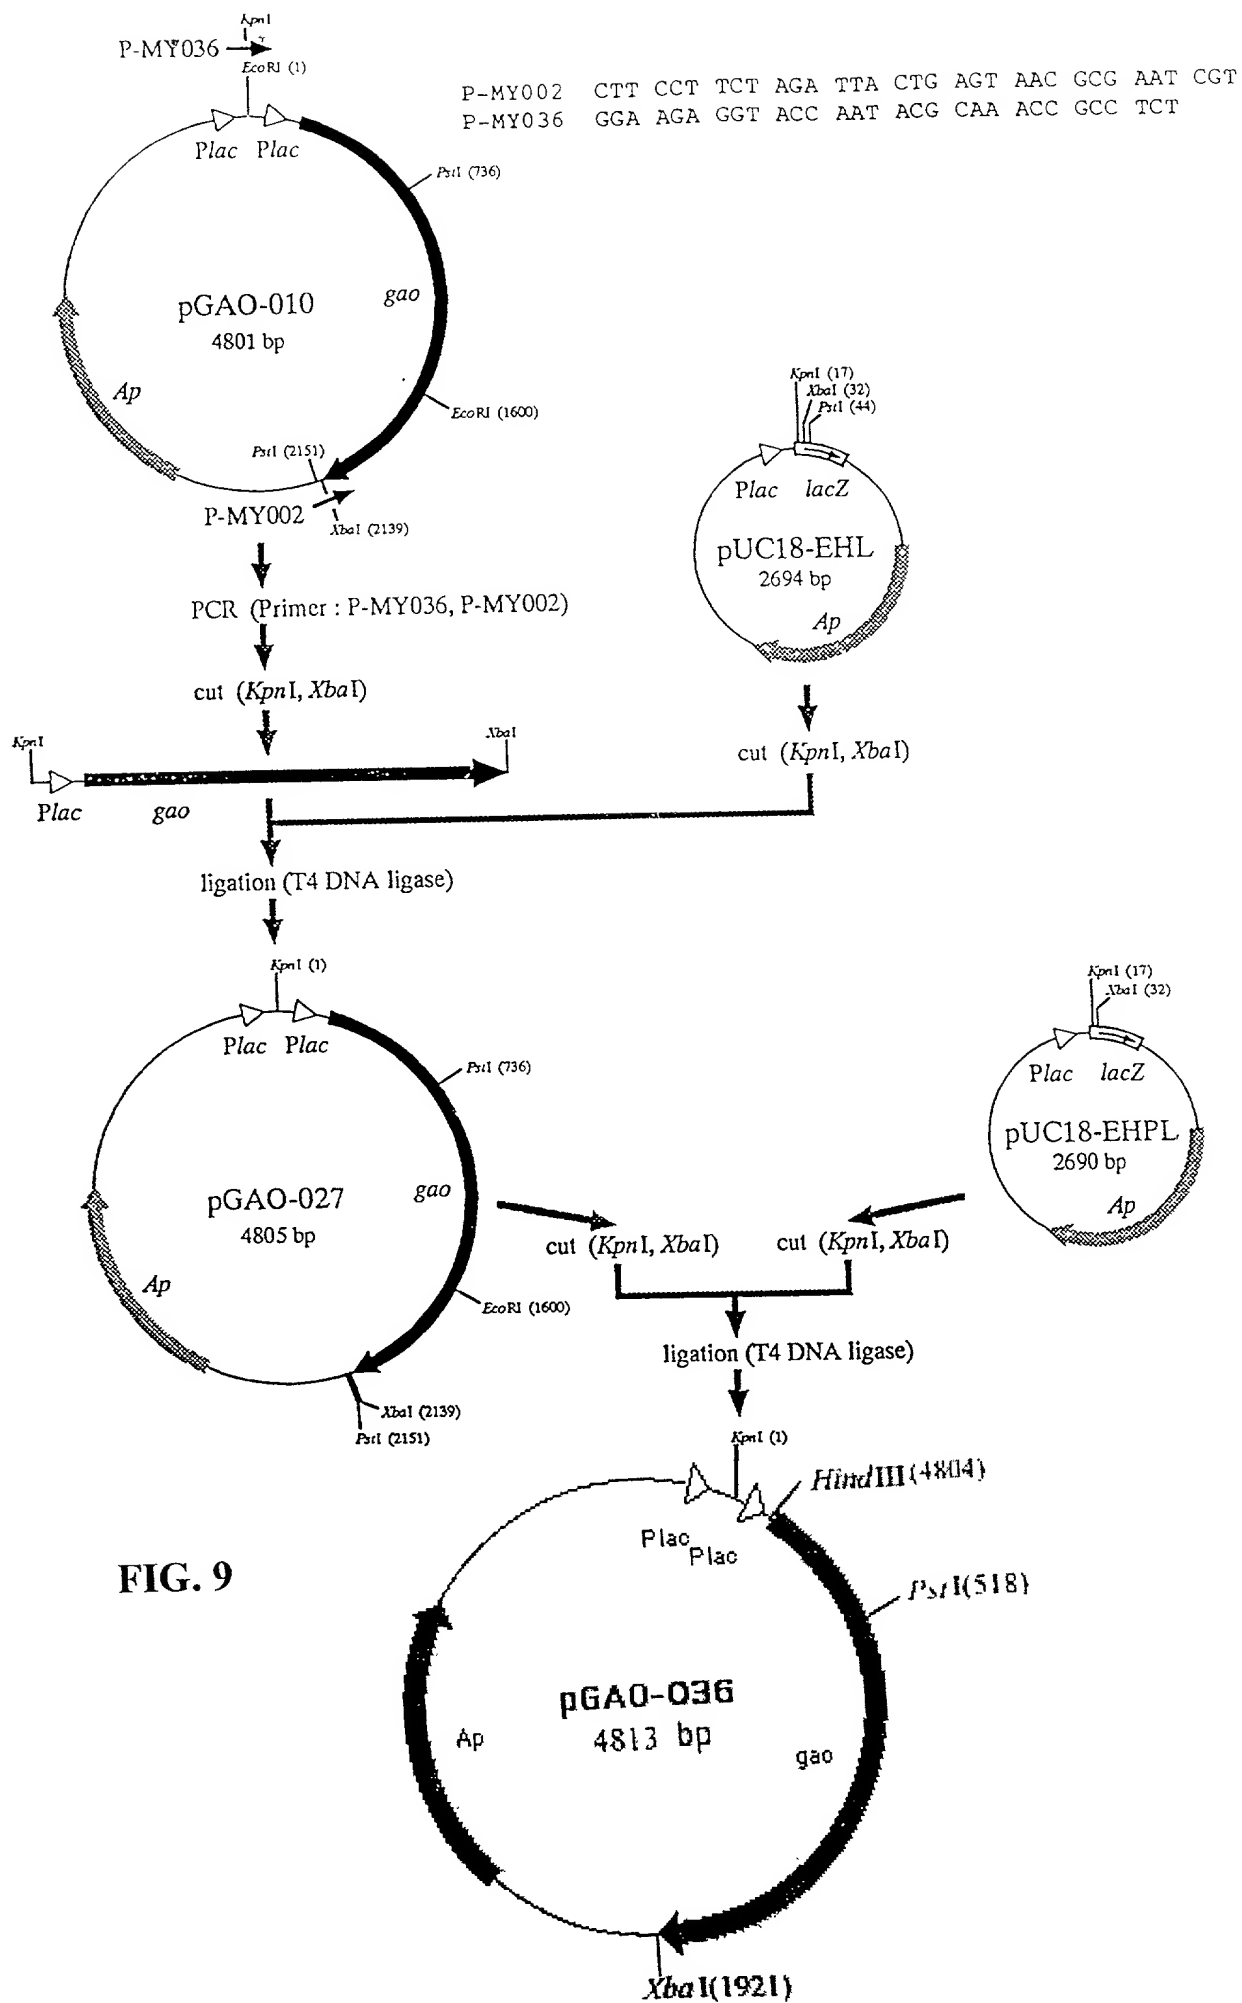 KpnI
P-MY036
EcoRI (1)
P-MY002 CTT CCT TCT AGA TTA CTG AGT AAC GCG AAT CGT
P-MY036 GGA AGA GGT ACC AAT ACG CAA ACC GCC TCT
Plac Plac
PstI (736)
pGAO-010
4801 bp
gao
Ap
EcoRI (1600)
PstI (2151)
P-MY002
XbaI (2139)
KpnI (17)
XbaI (32)
PstI (44)
Plac lacZ
pUC18-EHL
2694 bp
Ap
PCR (Primer : P-MY036, P-MY002)
cut (KpnI, XbaI)
cut (KpnI, XbaI)
KpnI
XbaI
Plac gao
ligation (T4 DNA ligase)
KpnI (1)
Plac Plac
PstI (736)
pGAO-027
4805 bp
gao
Ap
EcoRI (1600)
XbaI (2139)
PstI (2151)
KpnI (17)
XbaI (32)
Plac lacZ
pUC18-EHPL
2690 bp
Ap
cut (KpnI, XbaI) cut (KpnI, XbaI)
ligation (T4 DNA ligase)
KpnI (1)
HindIII(4804)
Plac
Plac
FIG. 9
PstI(518)
pGAO-036
4813 bp
Ap
gao
XbaI(1921)